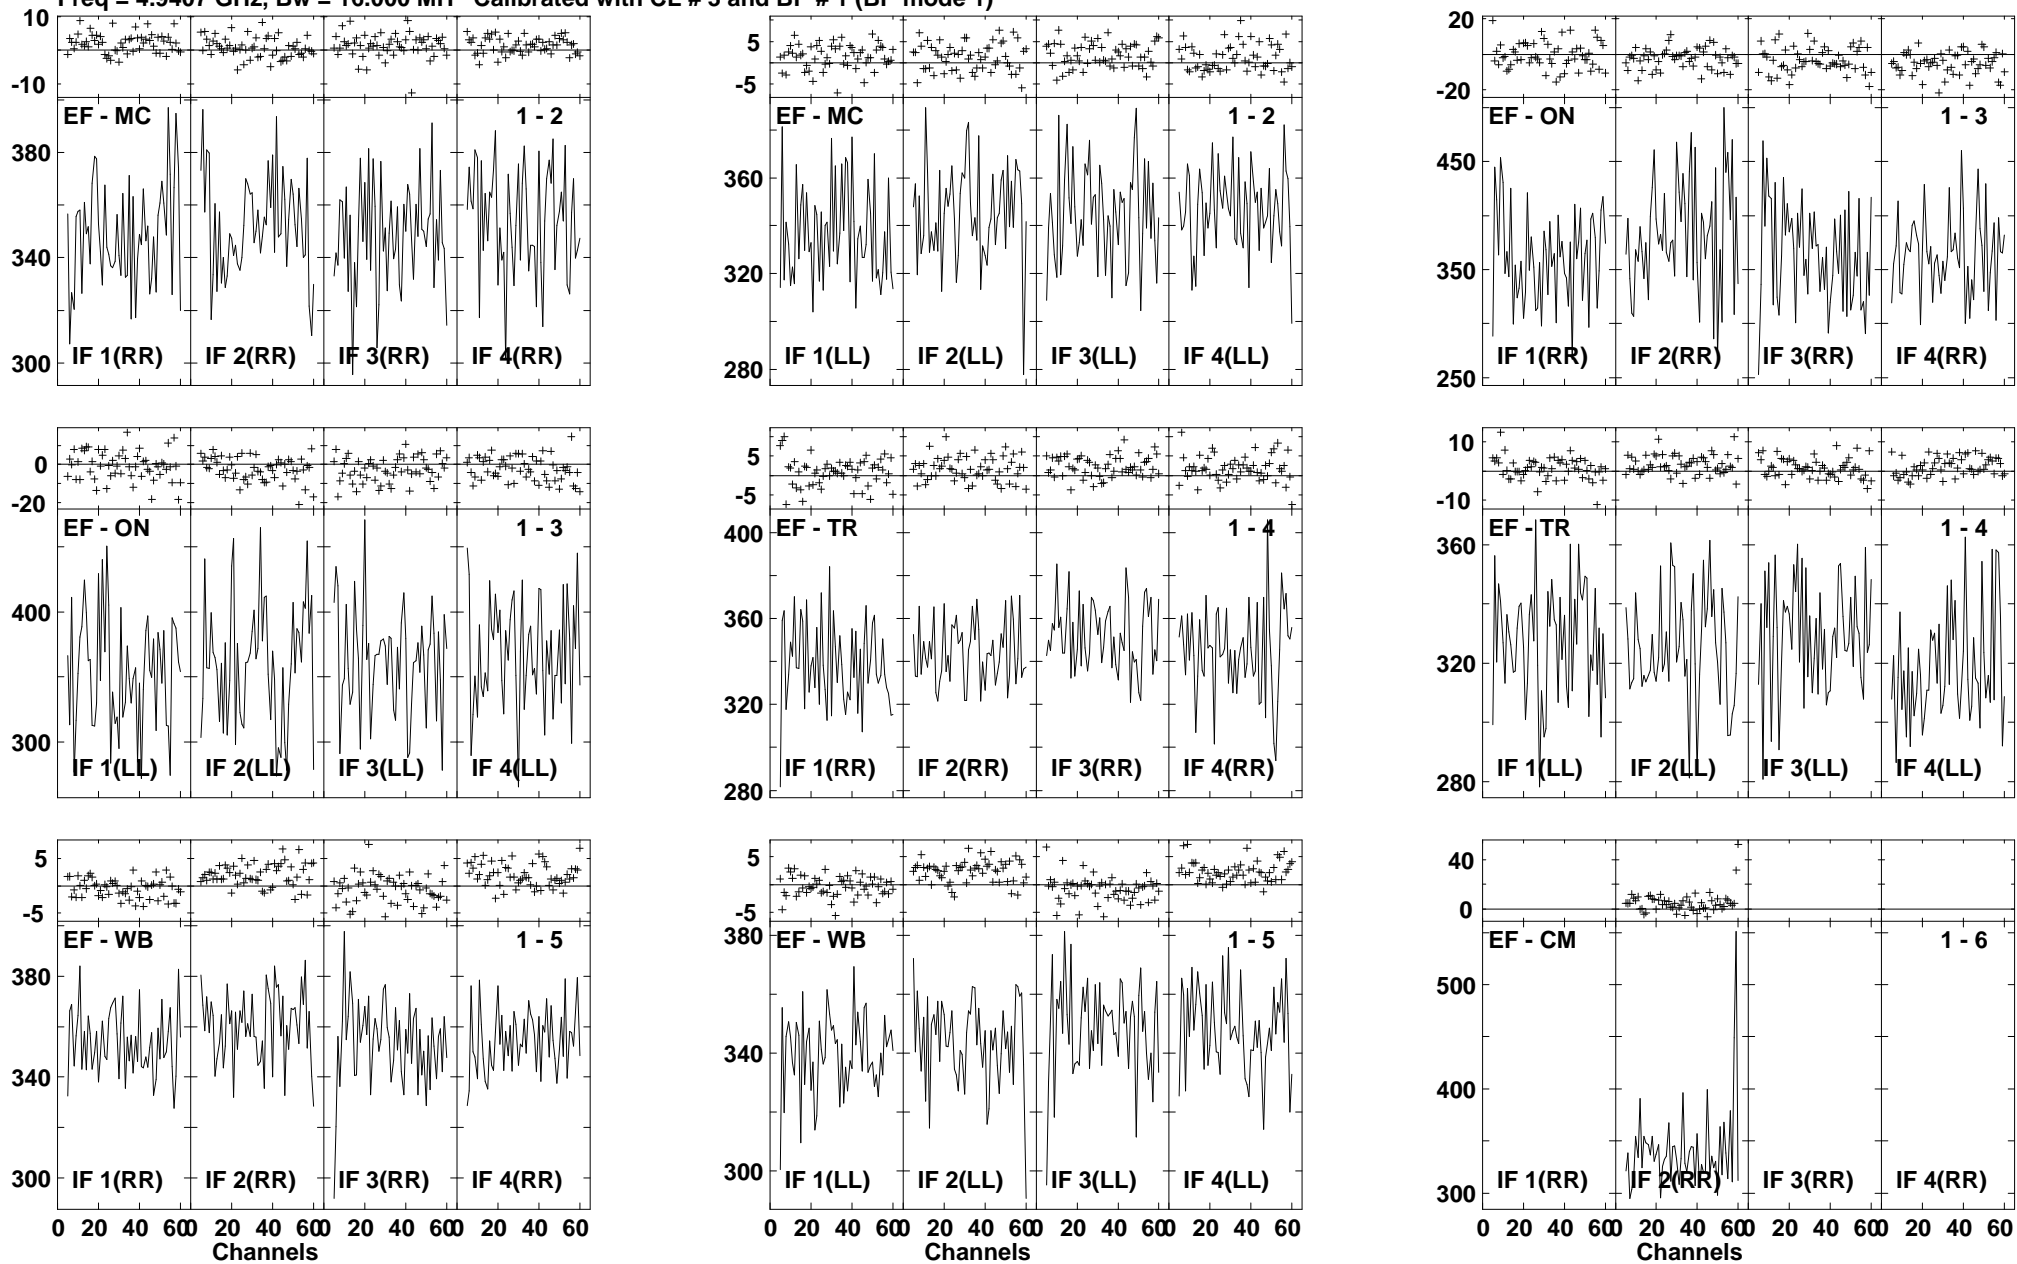 Freq = 4.9407 GHz, Bw = 16.000 MH Calibrated with CL # 3 and BP # 1 (BP mode 1)
10
-10
5
-5
20
-20
EF - MC 1 - 2
380
340
300
IF 1(RR) IF 2(RR) IF 3(RR) IF 4(RR)
EF - MC 1 - 2
360
320
280
IF 1(LL) IF 2(LL) IF 3(LL) IF 4(LL)
EF - ON 1 - 3
450
350
250
IF 1(RR) IF 2(RR) IF 3(RR) IF 4(RR)
0
-20
EF - ON 1 - 3
400
300
IF 1(LL) IF 2(LL) IF 3(LL) IF 4(LL)
5
-5
EF - TR 1 - 4
400
360
320
280
IF 1(RR) IF 2(RR) IF 3(RR) IF 4(RR)
10
-10
EF - TR 1 - 4
360
320
280
IF 1(LL) IF 2(LL) IF 3(LL) IF 4(LL)
5
-5
EF - WB 1 - 5
380
340
300
IF 1(RR) IF 2(RR) IF 3(RR) IF 4(RR)
0 20 40 60 0 20 40 60 0 20 40 60 0 20 40 60
Channels
5
-5
EF - WB 1 - 5
380
340
300
IF 1(LL) IF 2(LL) IF 3(LL) IF 4(LL)
0 20 40 60 0 20 40 60 0 20 40 60 0 20 40 60
Channels
40
0
EF - CM 1 - 6
500
400
300
IF 1(RR) IF 2(RR) IF 3(RR) IF 4(RR)
0 20 40 60 0 20 40 60 0 20 40 60 0 20 40 60
Channels